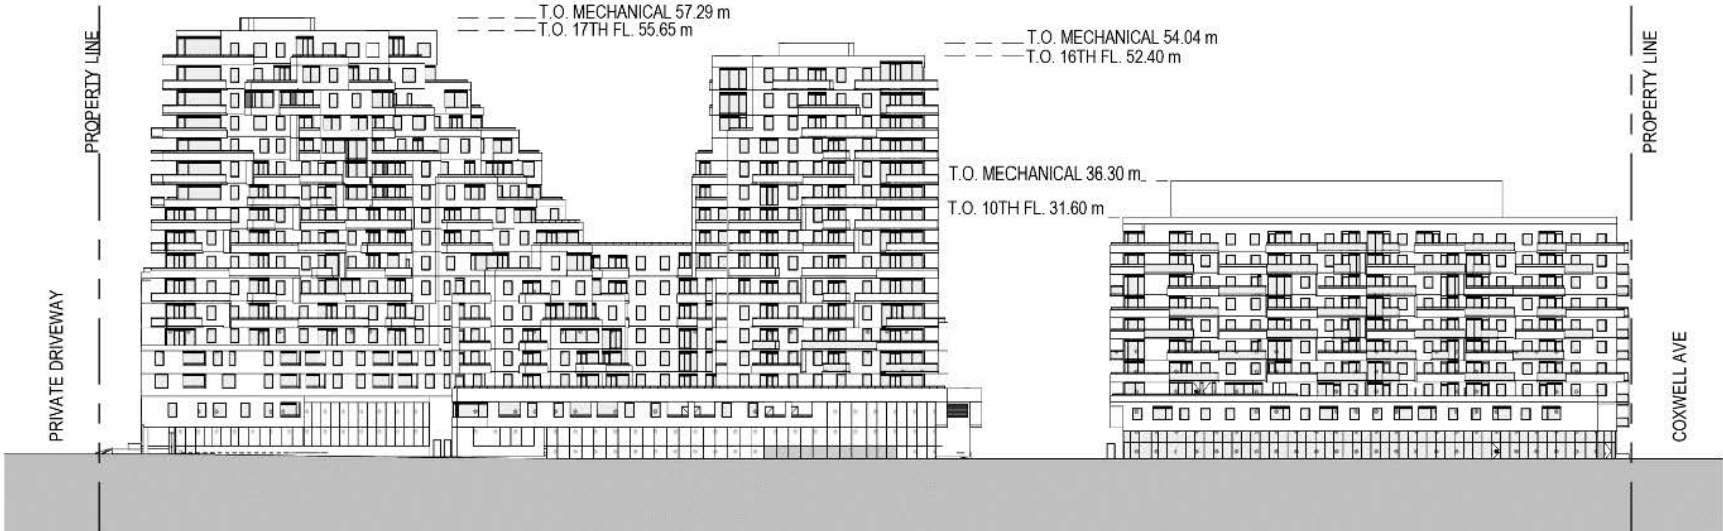 T.O. MECHANICAL 57.29 m
T.O. 17TH FL. 55.65 m
T.O. MECHANICAL 54.04 m
T.O. 16TH FL. 52.40 m
PROPERTY LINE
PROPERTY LINE
T.O. MECHANICAL 36.30 m
T.O. 10TH FL. 31.60 m
PRIVATE DRIVEWAY
COXWELL AVE